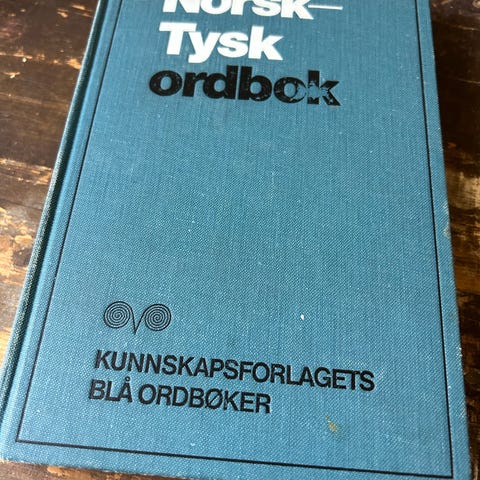 Norsk–
Tysk
ordbok
KUNNSKAPSFORLAGETS
BLÅ ORDBØKER